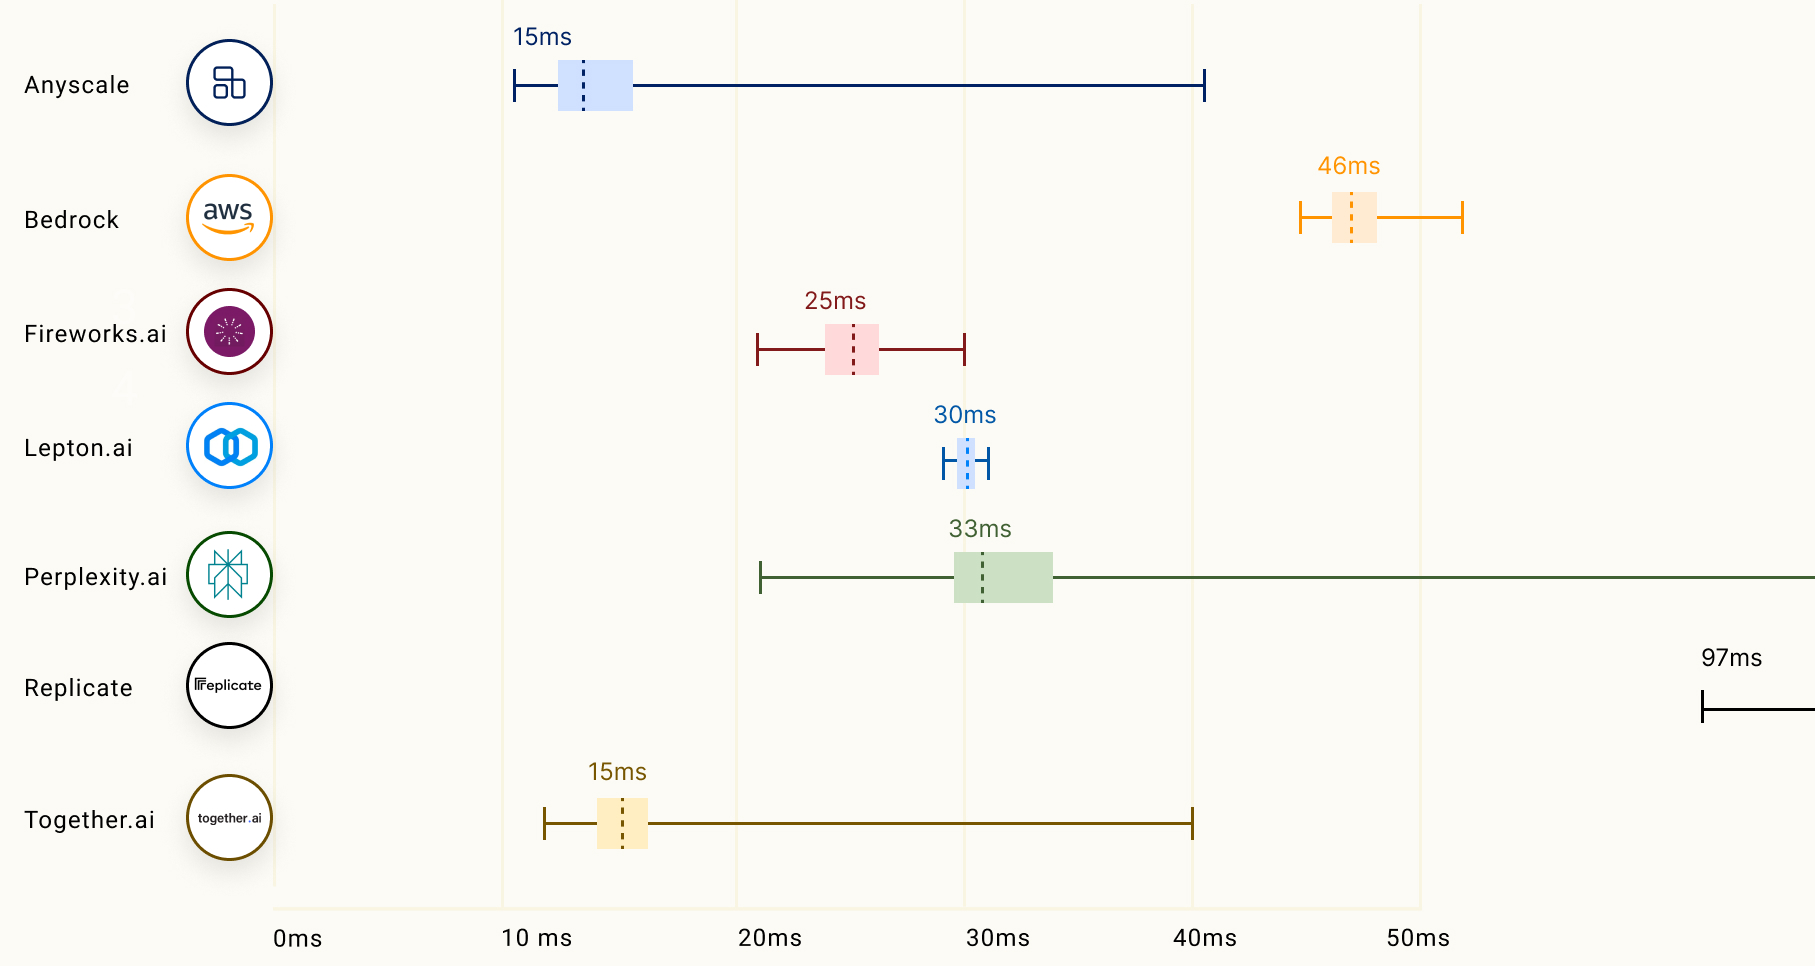 15ms
Anyscale
46ms
Bedrock
aws
25ms
Fireworks.ai
30ms
Lepton.ai
33ms
Perplexity.ai
97ms
Replicate
replicate
15ms
Together.ai
together.ai
0ms 10 ms 20ms 30ms 40ms 50ms